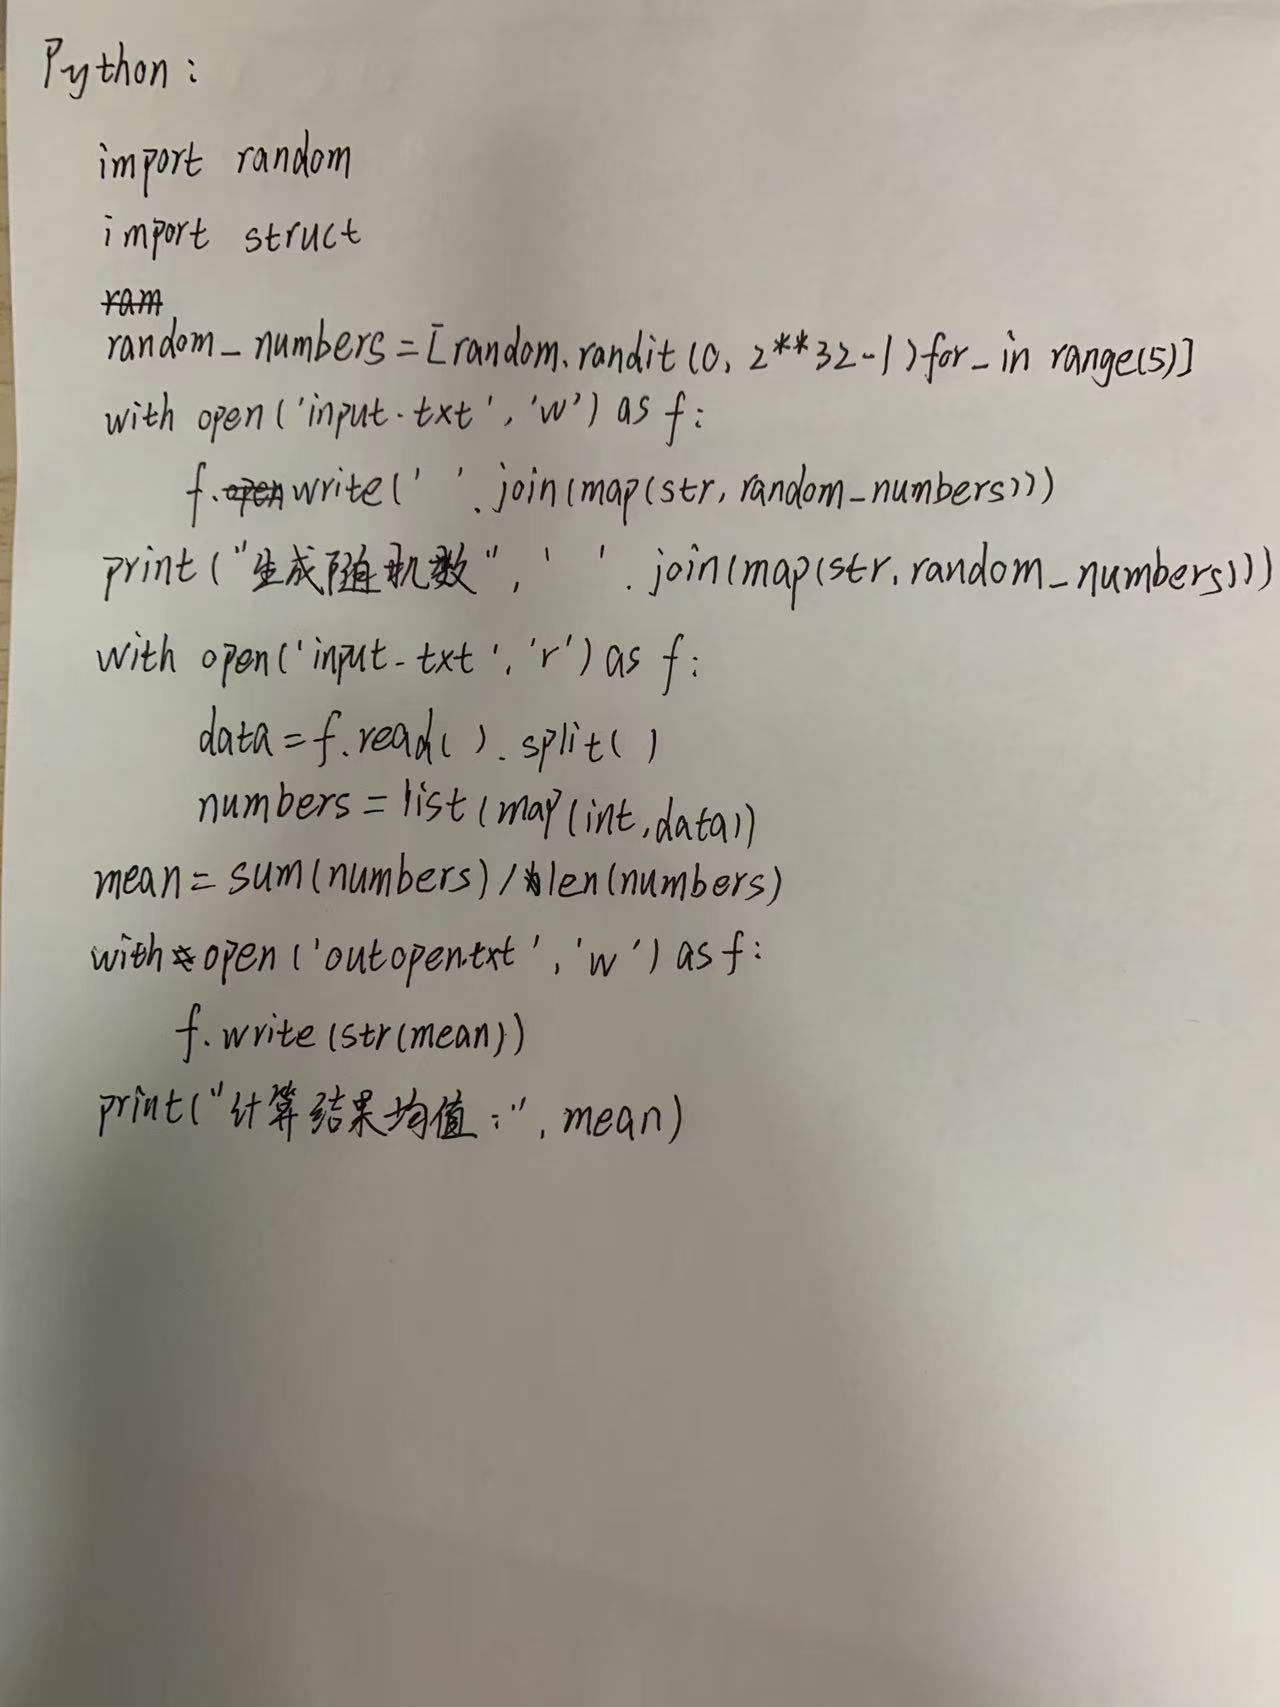 Python:
import random
import struct
ram
random_numbers=[random.randit(0, 2**32-1)for_in range(5)]
with open('input.txt','w') as f:
f.open write(' '.join(map(str,random_numbers)))
print("生成随机数",' '.join(map(str,random_numbers)))
with open('input.txt','r') as f:
data=f.read().split()
numbers=list(map(int,data))
mean=sum(numbers)/len(numbers)
with open('outopen.txt','w') as f:
f.write(str(mean))
print("计算结果均值:",mean)